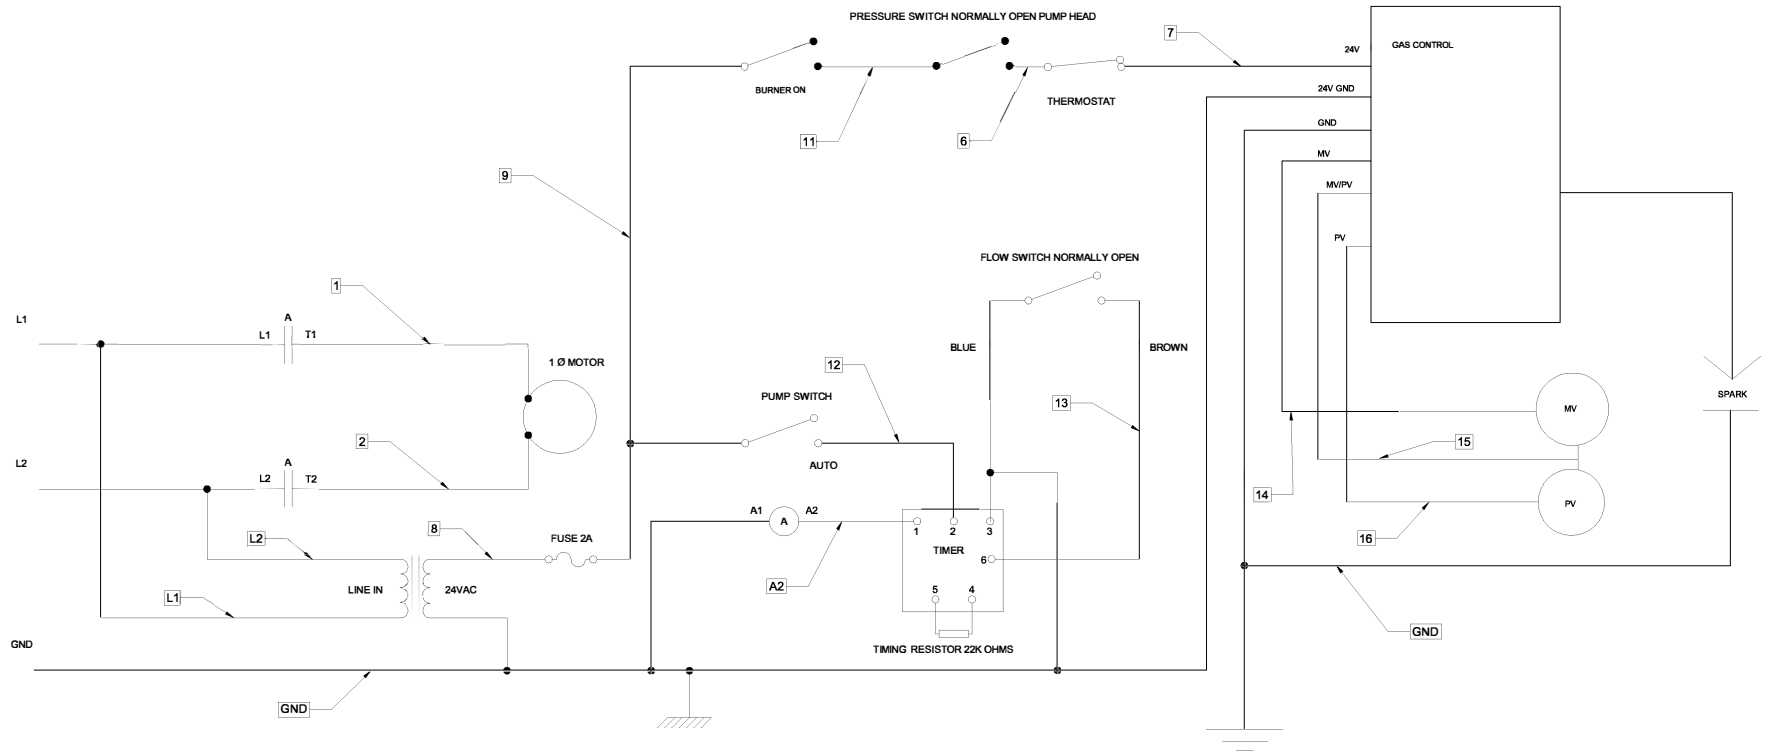 PRESSURE SWITCH NORMALLY OPEN PUMP HEAD
7
24V
GAS CONTROL
BURNER ON
24V GND
THERMOSTAT
GND
11
6
MV
9
MV/PV
PV
FLOW SWITCH NORMALLY OPEN
1
L1
A
L1 T1
BLUE
BROWN
1 Ø MOTOR
12
PUMP SWITCH
13
SPARK
MV
2
15
L2
A
AUTO
L2 T2
14
PV
A1 A A2
8
L2
FUSE 2A
1 2 3
16
TIMER
6
LINE IN
24VAC
A2
5 4
L1
GND
GND
TIMING RESISTOR 22K OHMS
GND